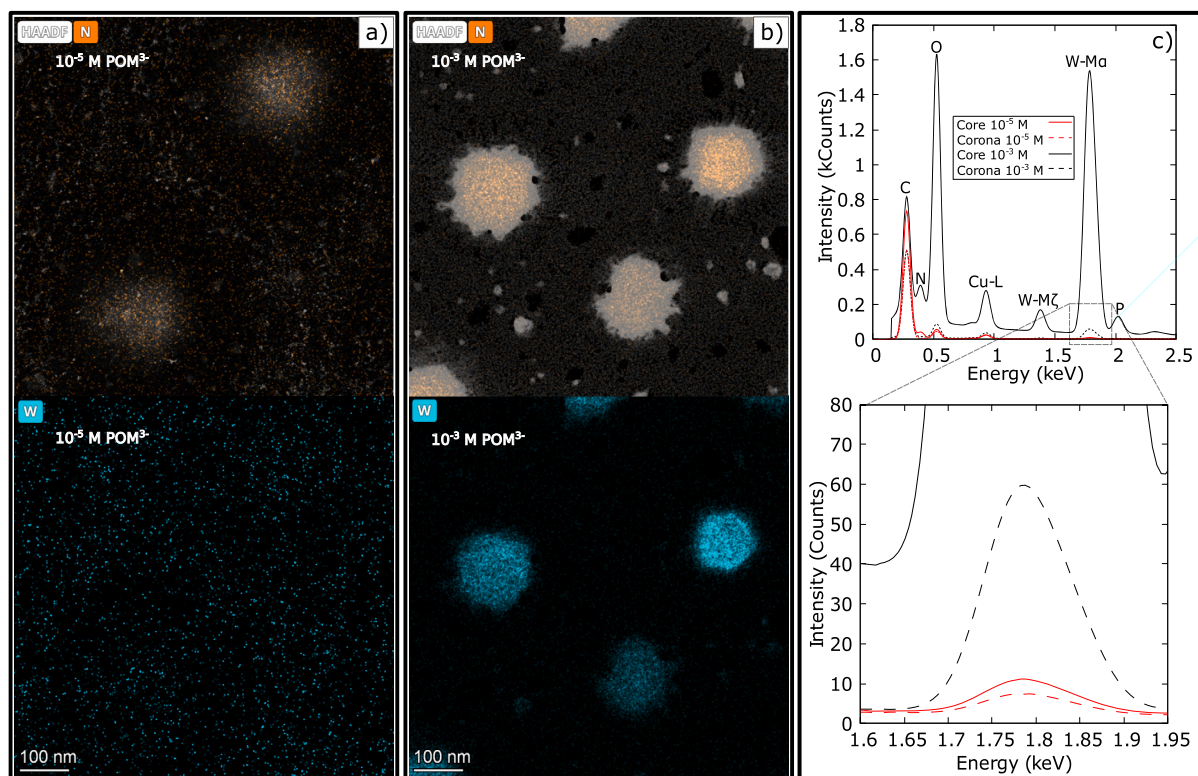 HAADF N
a)
10⁻⁵ M POM³⁻
W
10⁻⁵ M POM³⁻
100 nm
HAADF N
b)
10⁻³ M POM³⁻
W
10⁻³ M POM³⁻
100 nm
c)
Intensity (kCounts)
1.8
1.6
1.4
1.2
1
0.8
0.6
0.4
0.2
0
O
W-Mα
Core 10⁻⁵ M
Corona 10⁻⁵ M
Core 10⁻³ M
Corona 10⁻³ M
C
N
Cu-L
W-Mζ
P
0 0.5 1 1.5 2 2.5
Energy (keV)
Intensity (Counts)
80
70
60
50
40
30
20
10
0
1.6 1.65 1.7 1.75 1.8 1.85 1.9 1.95
Energy (keV)